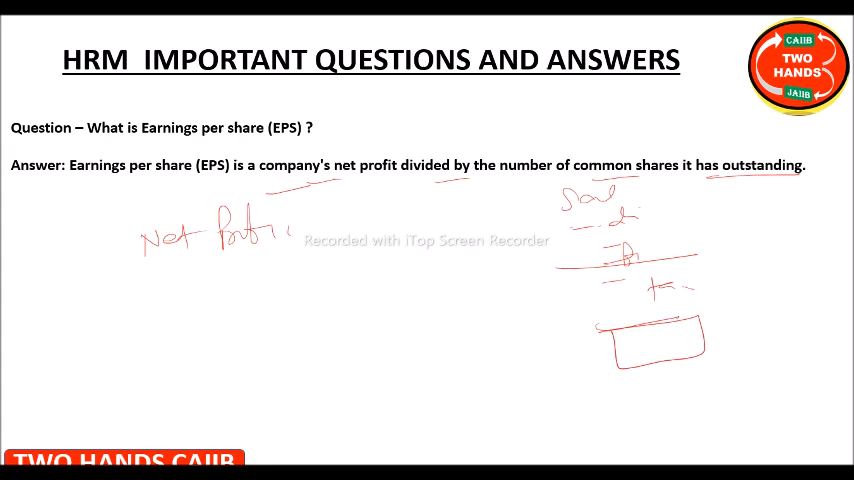 HRM IMPORTANT QUESTIONS AND ANSWERS
CAIIB
TWO
HANDS
JAIIB
Question – What is Earnings per share (EPS) ?
Answer: Earnings per share (EPS) is a company's net profit divided by the number of common shares it has outstanding.
Net
Recorded with iTop Screen Recorder
TWO HANDS CAIIB